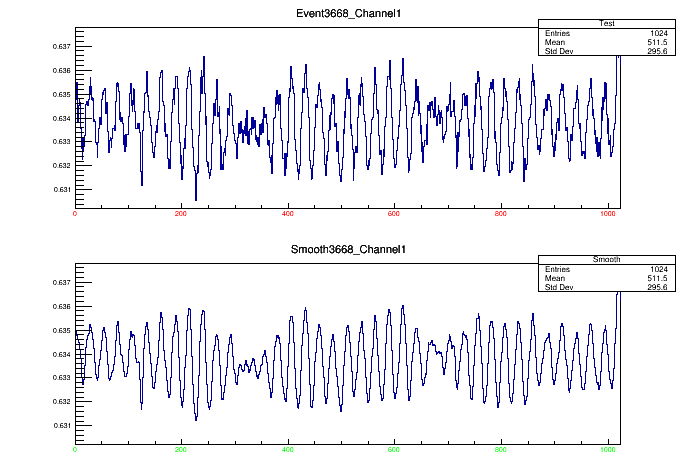 Event3668_Channel1
Test
Entries 1024
Mean 511.5
Std Dev 295.6
0.637
0.636
0.635
0.634
0.633
0.632
0.631
0 200 400 600 800 1000
Smooth3668_Channel1
Smooth
Entries 1024
Mean 511.5
Std Dev 295.6
0.637
0.636
0.635
0.634
0.633
0.632
0.631
0 200 400 600 800 1000